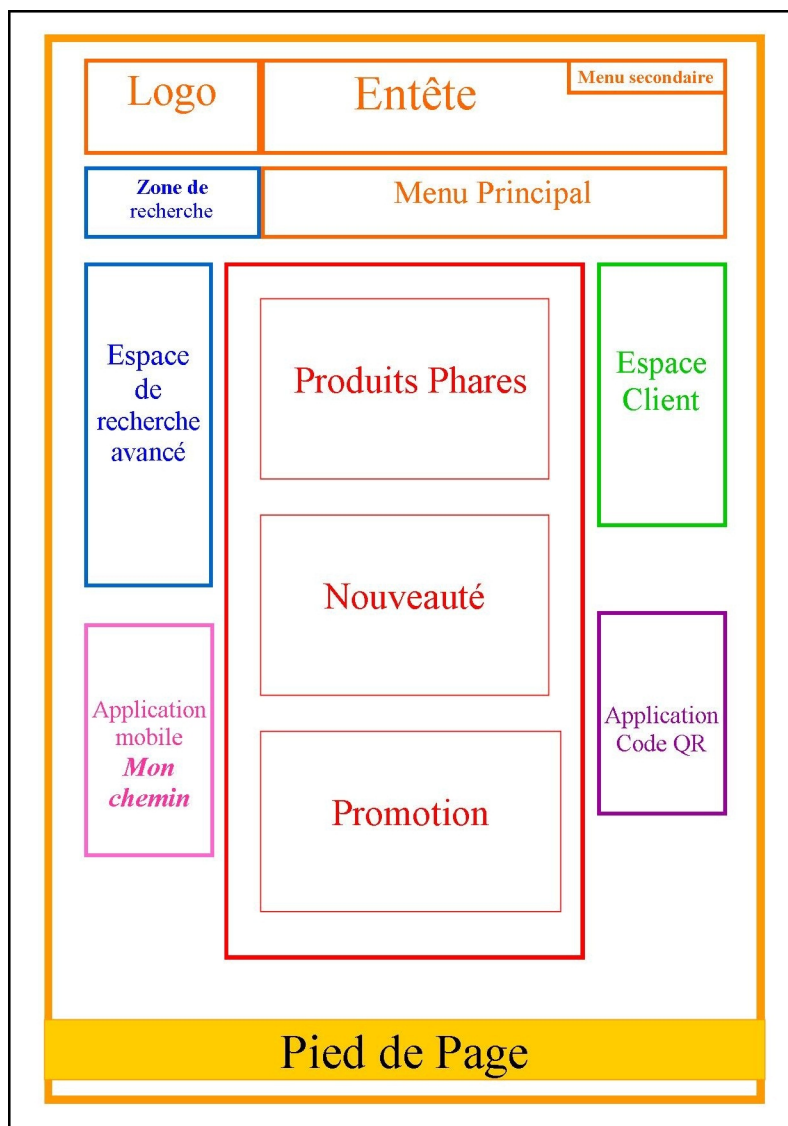 Logo
Entête
Menu secondaire
Zone de
recherche
Menu Principal
Espace
de
recherche
avancé
Produits Phares
Espace
Client
Nouveauté
Application
mobile
Mon
chemin
Application
Code QR
Promotion
Pied de Page